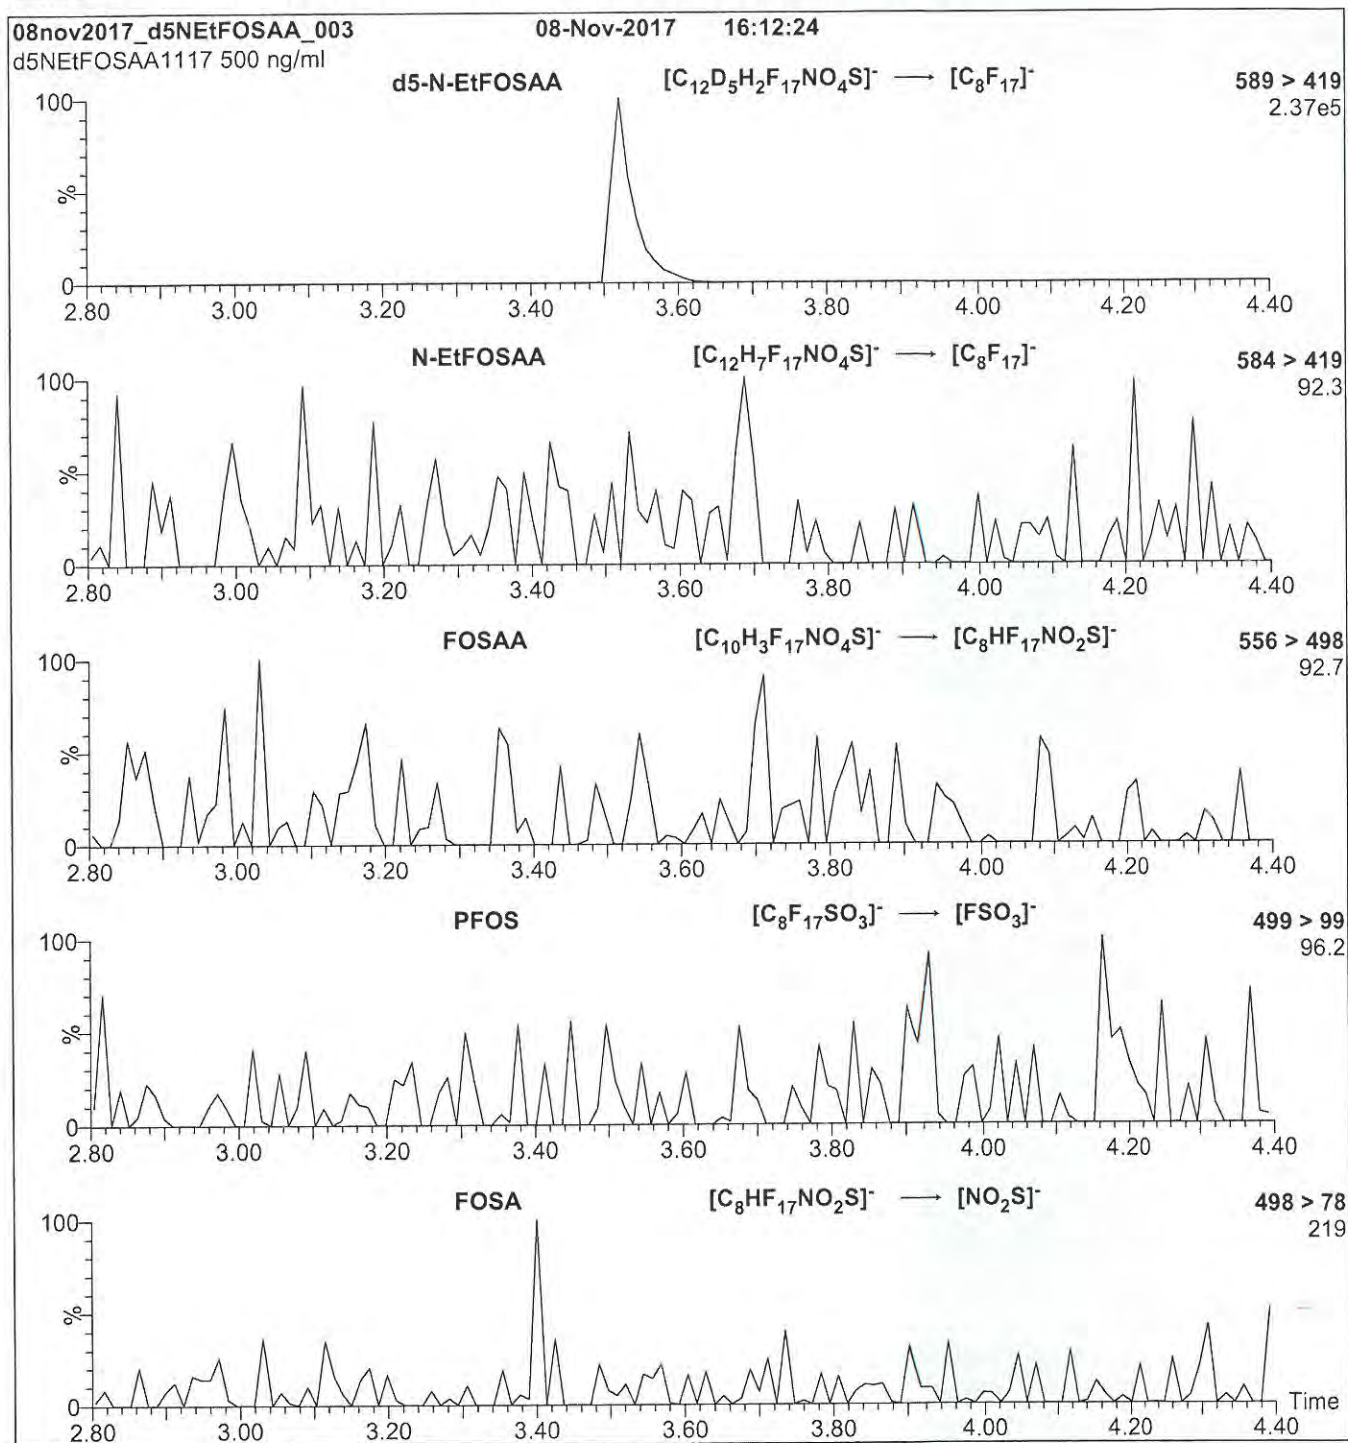 08nov2017_d5NEtFOSAA_003 08-Nov-2017 16:12:24
d5NEtFOSAA1117 500 ng/ml
d5-N-EtFOSAA [C₁₂D₅H₂F₁₇NO₄S]⁻ → [C₈F₁₇]⁻ 589 > 419
2.37e5
100
%
0
2.80 3.00 3.20 3.40 3.60 3.80 4.00 4.20 4.40
N-EtFOSAA [C₁₂H₇F₁₇NO₄S]⁻ → [C₈F₁₇]⁻ 584 > 419
92.3
100
%
0
2.80 3.00 3.20 3.40 3.60 3.80 4.00 4.20 4.40
FOSAA [C₁₀H₃F₁₇NO₄S]⁻ → [C₈HF₁₇NO₂S]⁻ 556 > 498
92.7
100
%
0
2.80 3.00 3.20 3.40 3.60 3.80 4.00 4.20 4.40
PFOS [C₈F₁₇SO₃]⁻ → [FSO₃]⁻ 499 > 99
96.2
100
%
0
2.80 3.00 3.20 3.40 3.60 3.80 4.00 4.20 4.40
FOSA [C₈HF₁₇NO₂S]⁻ → [NO₂S]⁻ 498 > 78
219
100
%
0
Time
2.80 3.00 3.20 3.40 3.60 3.80 4.00 4.20 4.40